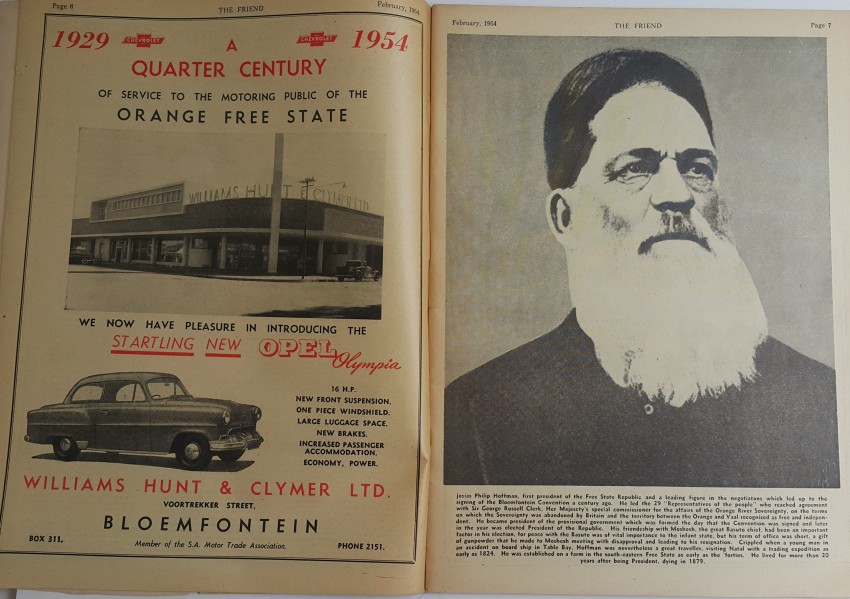 Page 6
THE FRIEND
February, 1954
1929
CHEVROLET
A
CHEVROLET
1954
QUARTER CENTURY
OF SERVICE TO THE MOTORING PUBLIC OF THE
ORANGE FREE STATE
WILLIAMS HUNT & CLYMER LTD
WE NOW HAVE PLEASURE IN INTRODUCING THE
STARTLING NEW OPEL Olympia
16 H.P.
NEW FRONT SUSPENSION.
ONE PIECE WINDSHIELD.
LARGE LUGGAGE SPACE.
NEW BRAKES.
INCREASED PASSENGER
ACCOMMODATION.
ECONOMY, POWER.
WILLIAMS HUNT & CLYMER LTD.
VOORTREKKER STREET,
BLOEMFONTEIN
BOX 311.
Member of the S.A. Motor Trade Association.
PHONE 2151.
February, 1954
THE FRIEND
Page 7
Josias Philip Hoffman, first president of the Free State Republic and a leading figure in the negotiations which led up to the
signing of the Bloemfontein Convention a century ago. He led the 29 "Representatives of the people" who reached agreement
with Sir George Russell Clerk, Her Majesty's special commissioner for the affairs of the Orange River Sovereignty, on the terms
on which the Sovereignty was abandoned by Britain and the territory between the Orange and Vaal recognised as free and indepen-
dent. He became president of the provisional government which was formed the day that the Convention was signed and later
in the year was elected President of the Republic. His friendship with Moshesh, the great Basuto chief, had been an important
factor in his election, for peace with the Basuto was of vital importance to the infant state, but his term of office was short, a gift
of gunpowder that he made to Moshesh meeting with disapproval and leading to his resignation. Crippled when a young man in
an accident on board ship in Table Bay, Hoffman was nevertheless a great traveller, visiting Natal with a trading expedition as
early as 1824. He was established on a farm in the south-eastern Free State as early as the 'forties. He lived for more than 20
years after being President, dying in 1879.